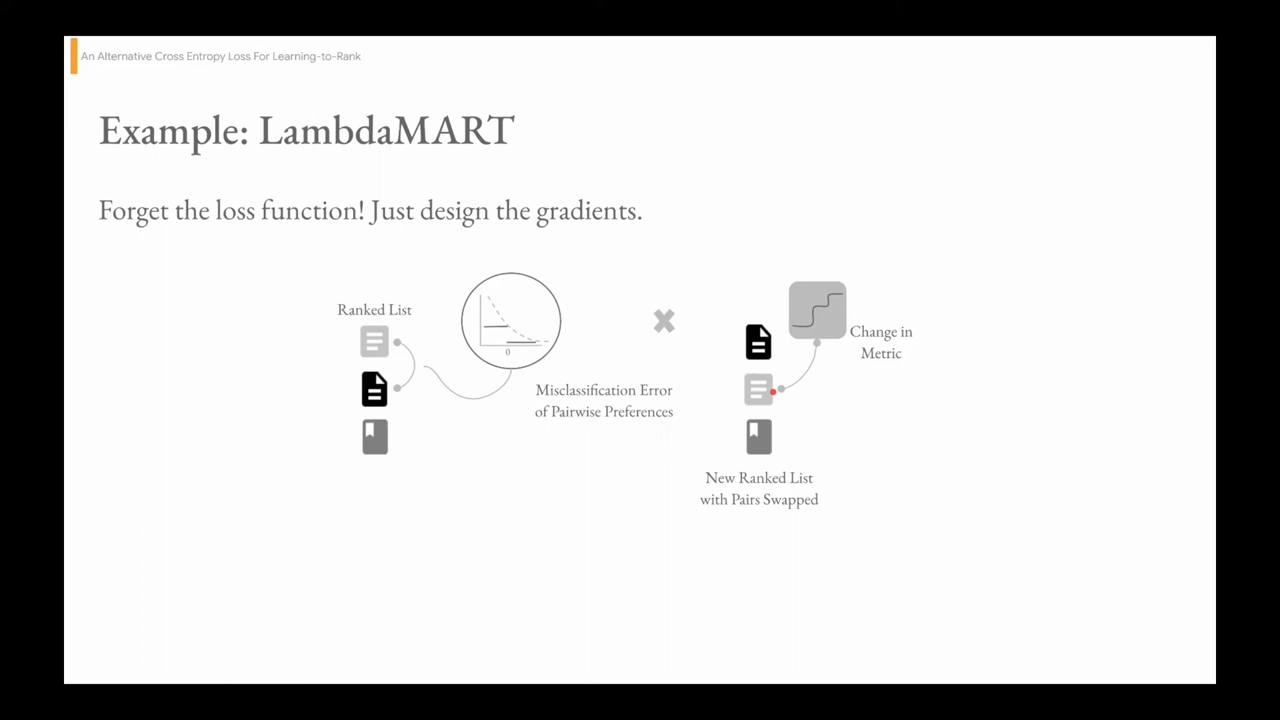 An Alternative Cross Entropy Loss For Learning-to-Rank
Example: LambdaMART
Forget the loss function! Just design the gradients.
Ranked List
0
Misclassification Error
of Pairwise Preferences
Change in
Metric
New Ranked List
with Pairs Swapped